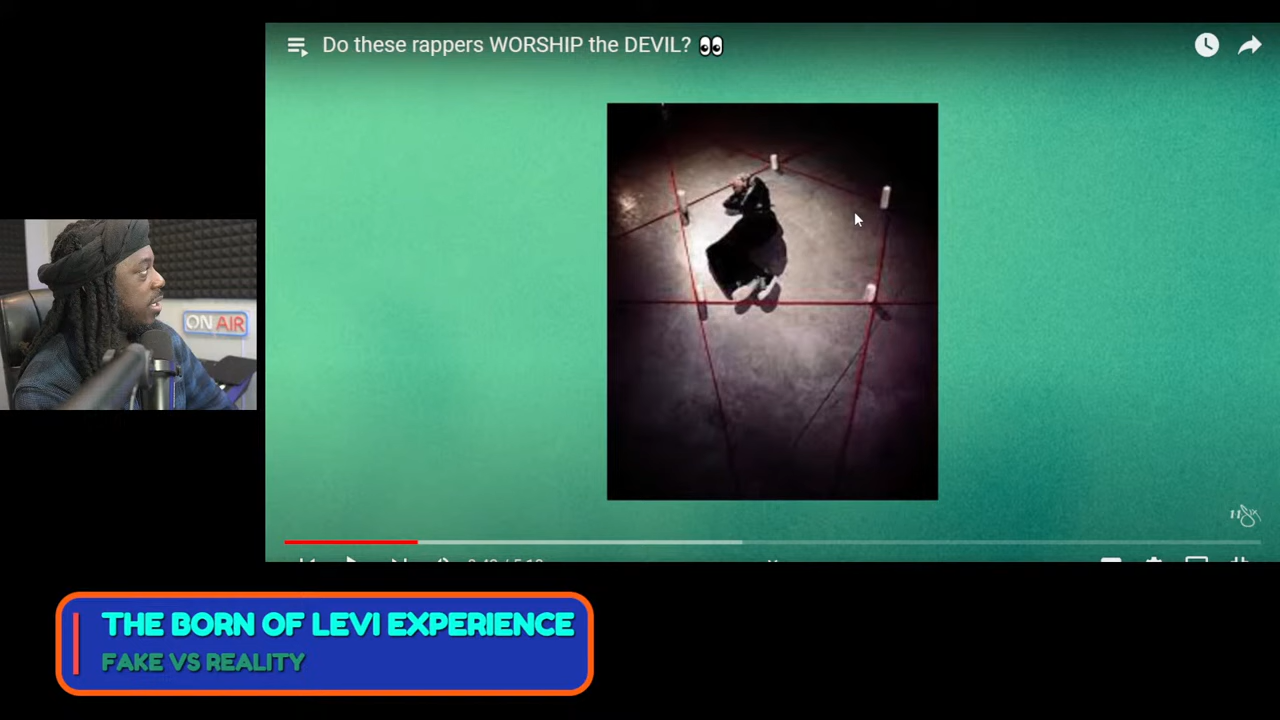 Do these rappers WORSHIP the DEVIL? 👀
ON AIR
THE BORN OF LEVI EXPERIENCE
FAKE VS REALITY